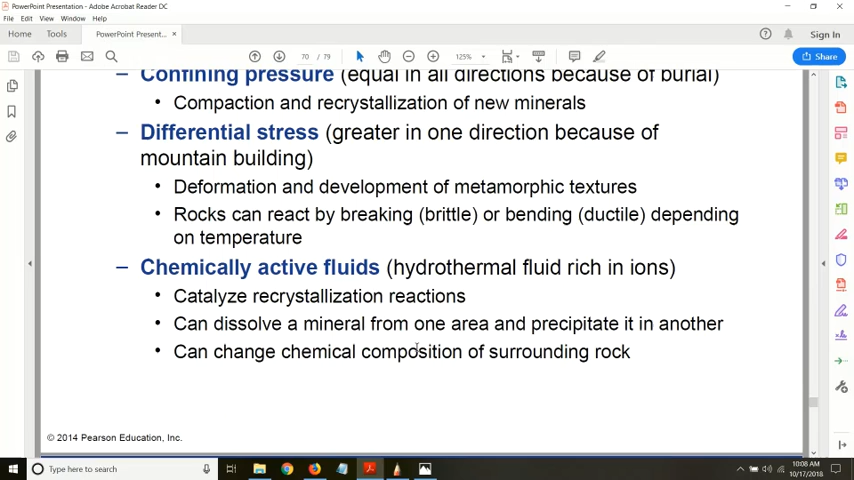 PowerPoint Presentation - Adobe Acrobat Reader DC
File Edit View Window Help
Home Tools PowerPoint Present... × Sign In
70 / 79 125% Share
– Confining pressure (equal in all directions because of burial)
• Compaction and recrystallization of new minerals
– Differential stress (greater in one direction because of
mountain building)
• Deformation and development of metamorphic textures
• Rocks can react by breaking (brittle) or bending (ductile) depending
on temperature
– Chemically active fluids (hydrothermal fluid rich in ions)
• Catalyze recrystallization reactions
• Can dissolve a mineral from one area and precipitate it in another
• Can change chemical composition of surrounding rock
© 2014 Pearson Education, Inc.
Type here to search
10:08 AM
10/17/2018